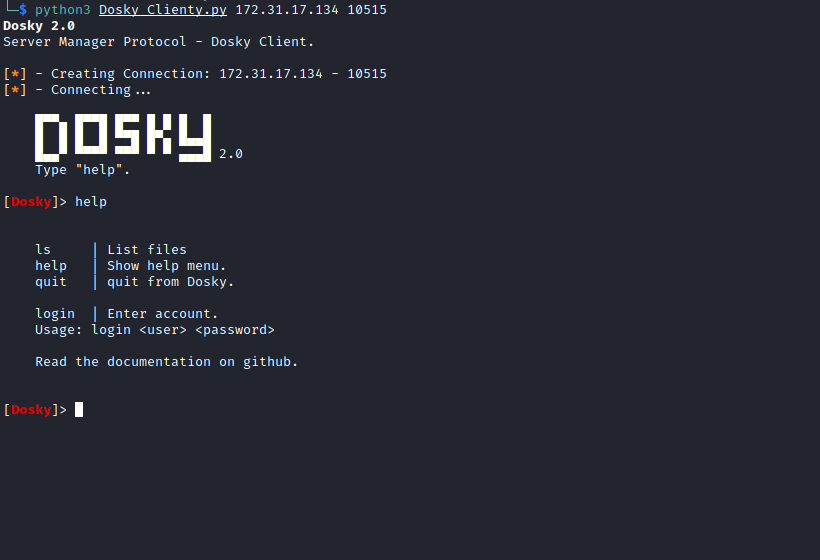 └─$ python3 Dosky_Clienty.py 172.31.17.134 10515
Dosky 2.0
Server Manager Protocol - Dosky Client.
[*] - Creating Connection: 172.31.17.134 - 10515
[*] - Connecting...
DOSKY 2.0
Type "help".
[Dosky]> help
ls | List files
help | Show help menu.
quit | quit from Dosky.
login | Enter account.
Usage: login <user> <password>
Read the documentation on github.
[Dosky]>